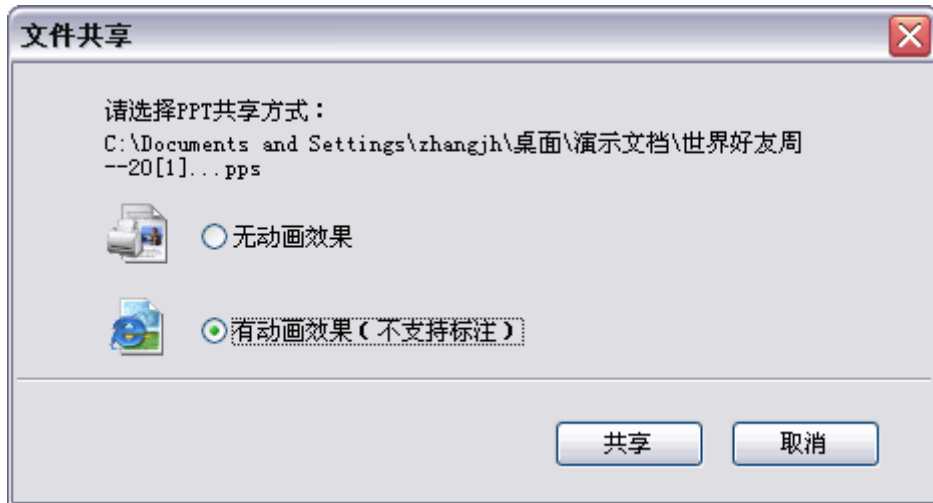 文件共享
请选择PPT共享方式：
C:\Documents and Settings\zhangjh\桌面\演示文档\世界好友周
--20[1]...pps
无动画效果
有动画效果（不支持标注）
共享
取消